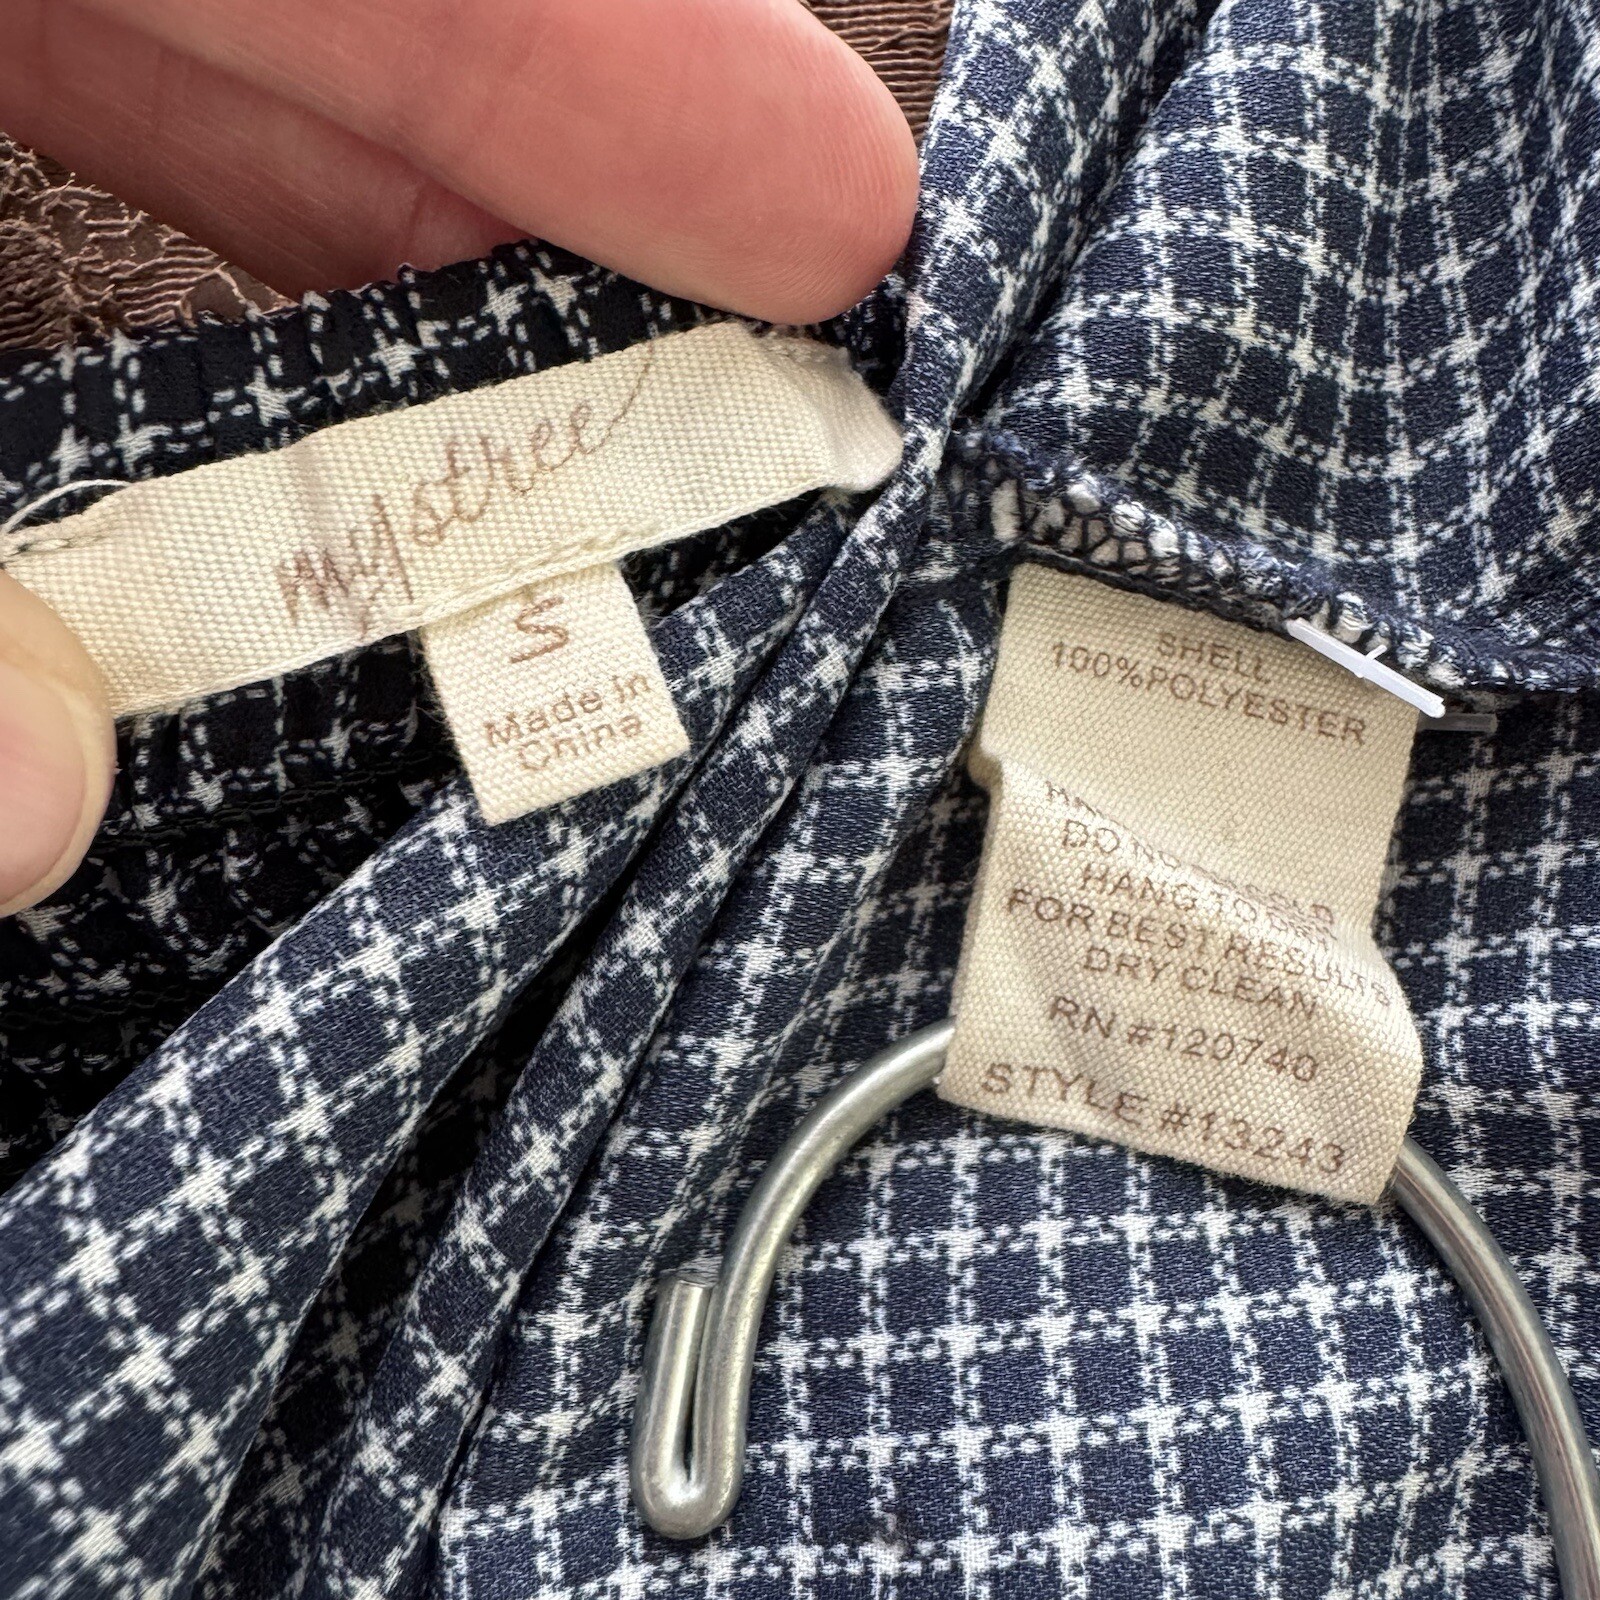 mystree
S
Made in
China
SHELL
100%POLYESTER
DO NOT
HANG TO DRY
FOR BEST RESULTS
DRY CLEAN
RN #120740
STYLE #13243